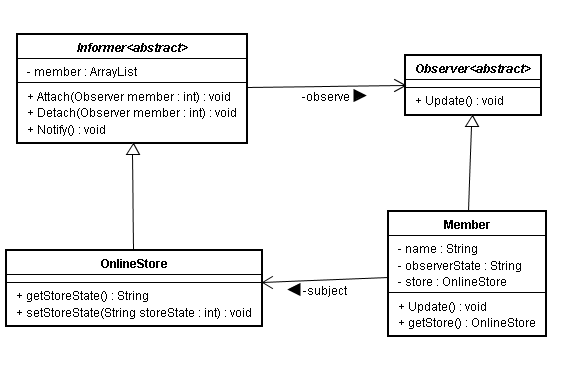 Informer<abstract>
- member : ArrayList
+ Attach(Observer member : int) : void
+ Detach(Observer member : int) : void
+ Notify() : void
-observe
Observer<abstract>
+ Update() : void
OnlineStore
+ getStoreState() : String
+ setStoreState(String storeState : int) : void
-subject
Member
- name : String
- observerState : String
- store : OnlineStore
+ Update() : void
+ getStore() : OnlineStore